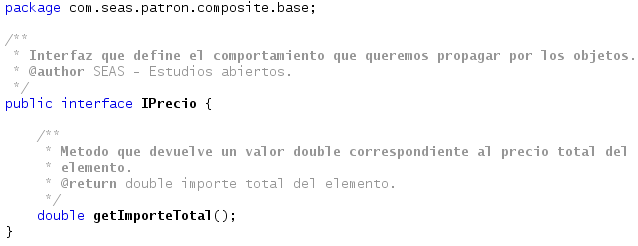 package com.seas.patron.composite.base;
/**
* Interfaz que define el comportamiento que queremos propagar por los objetos.
* @author SEAS - Estudios abiertos.
*/
public interface IPrecio {
/**
* Metodo que devuelve un valor double correspondiente al precio total del
* elemento.
* @return double importe total del elemento.
*/
double getImporteTotal();
}